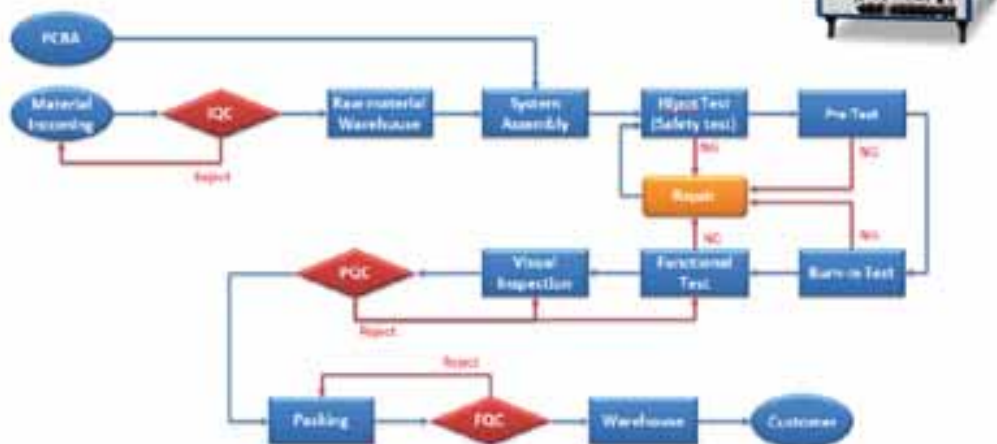 PCBA
Material
Incoming
IQC
Raw material
Warehouse
System
Assembly
Hipot Test
(Safety test)
Pre-Test
Reject
NG
NG
Repair
NG
NG
PQC
Visual
Inspection
Functional
Test
Burn-in Test
Reject
Reject
Packing
FQC
Warehouse
Customer